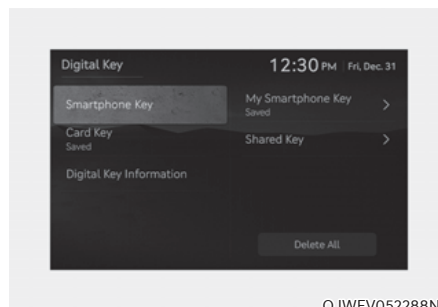 Digital Key
12:30 PM Fri, Dec. 31
Smartphone Key
My Smartphone Key
Saved
Card Key
Saved
Shared Key
Digital Key Information
Delete All
OJWEV052288N